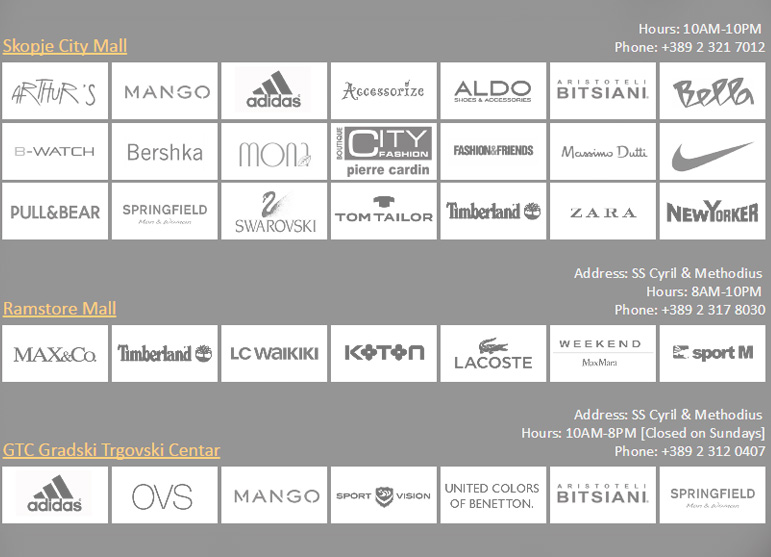 Hours: 10AM-10PM
Skopje City Mall
Phone: +389 2 321 7012
ARTHUR'S
MANGO
adidas
Accessorize
ALDO
SHOES & ACCESSORIES
ARISTOTELI
BITSIANI
Bella
B-WATCH
Bershka
mona
BOUTIQUE
CITY
FASHION
pierre cardin
FASHION&FRIENDS
Massimo Dutti
PULL&BEAR
SPRINGFIELD
Man & Woman
SWAROVSKI
TOM TAILOR
Timberland
ZARA
NEWYORKER
Address: SS Cyril & Methodius
Hours: 8AM-10PM
Ramstore Mall
Phone: +389 2 317 8030
MAX&Co.
Timberland
LC WAIKIKI
KOTON
LACOSTE
WEEKEND
MaxMara
sport M
Address: SS Cyril & Methodius
Hours: 10AM-8PM [Closed on Sundays]
GTC Gradski Trgovski Centar
Phone: +389 2 312 0407
adidas
OVS
MANGO
SPORT VISION
UNITED COLORS
OF BENETTON.
ARISTOTELI
BITSIANI
SPRINGFIELD
Man & Woman